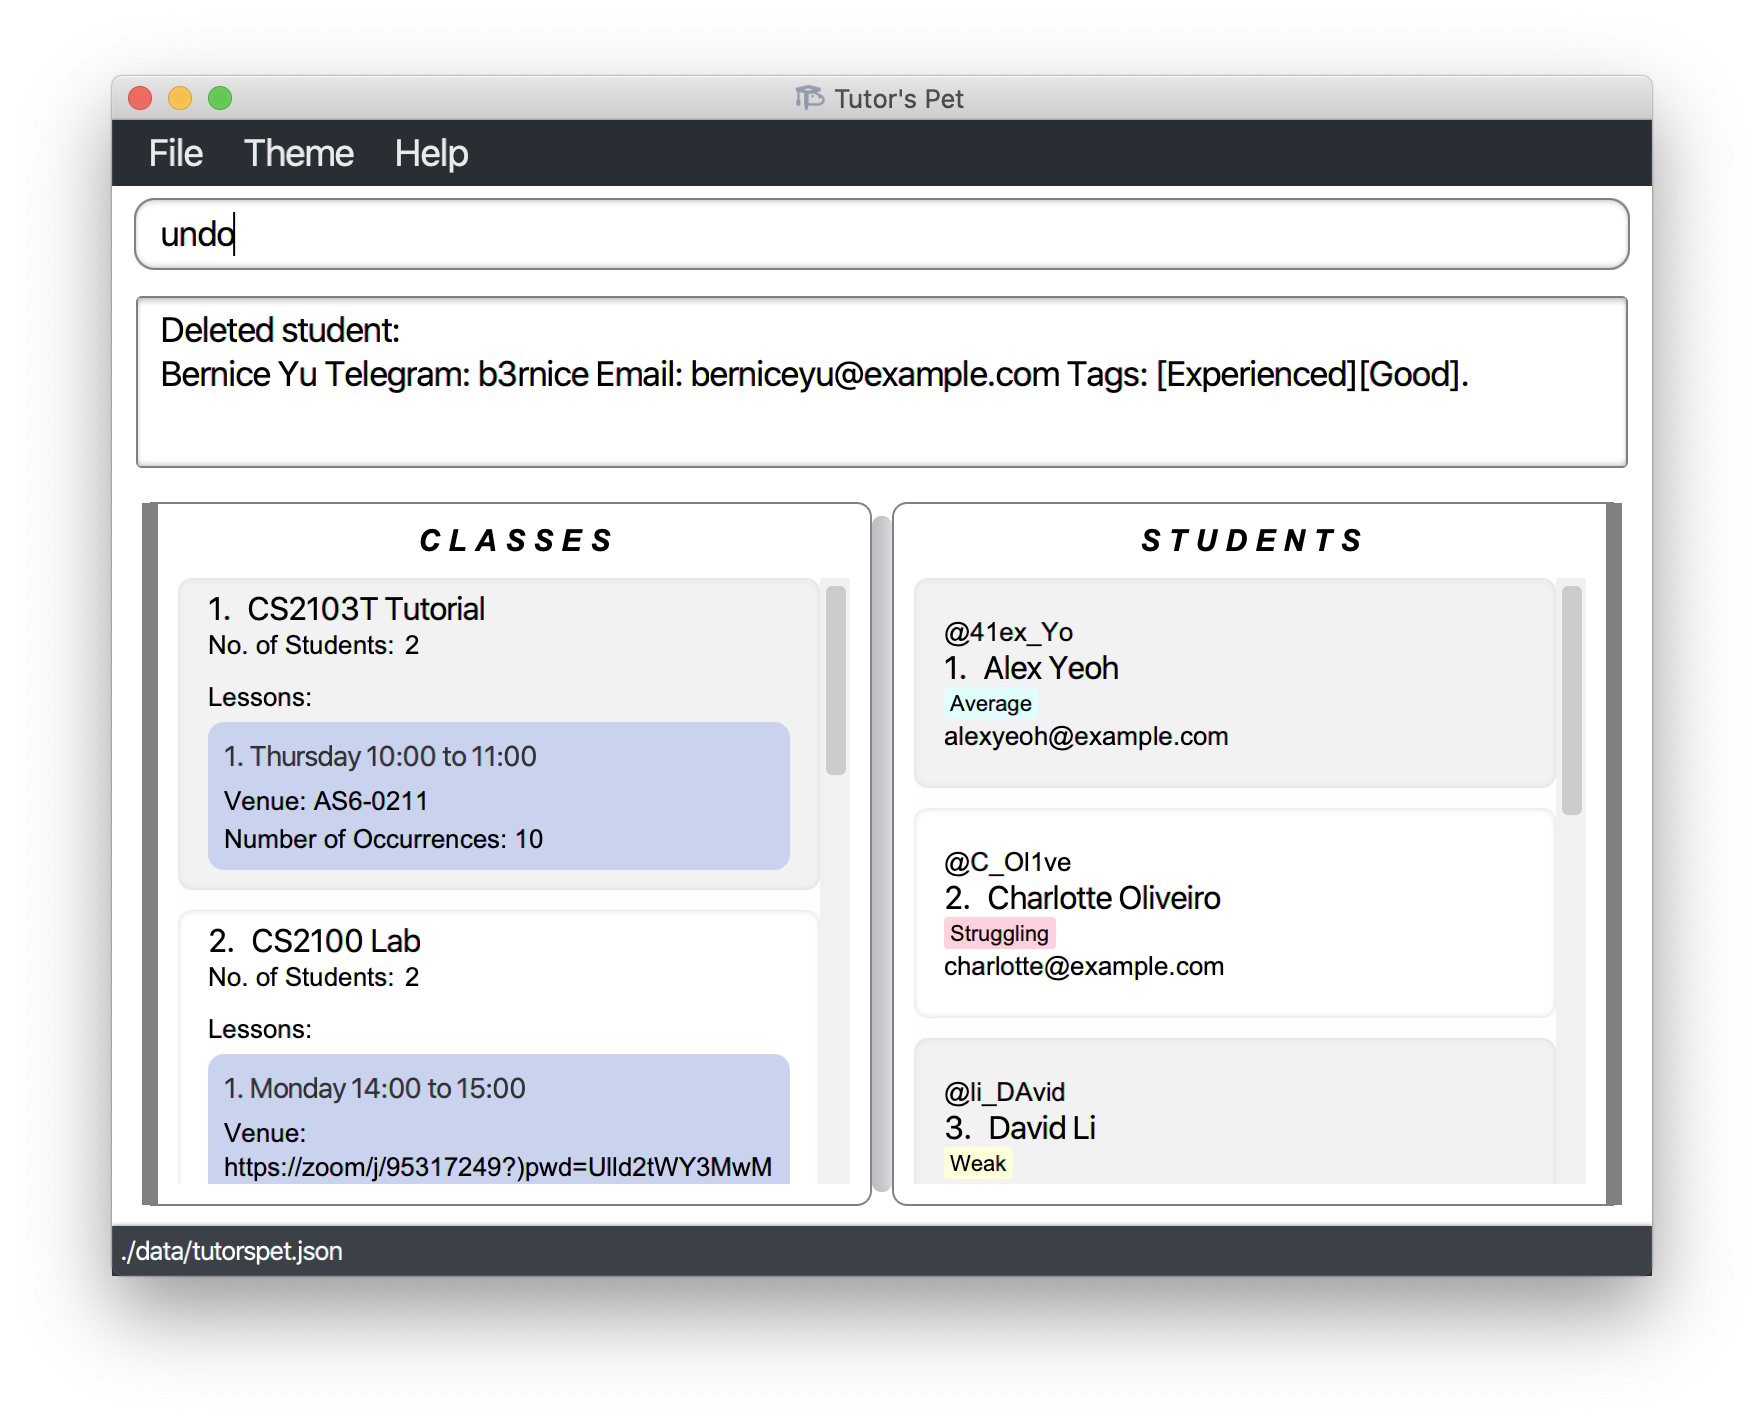 Tutor's Pet
File Theme Help
undo
Deleted student:
Bernice Yu Telegram: b3rnice Email: berniceyu@example.com Tags: [Experienced][Good].
CLASSES
1. CS2103T Tutorial
No. of Students: 2
Lessons:
1. Thursday 10:00 to 11:00
Venue: AS6-0211
Number of Occurrences: 10
2. CS2100 Lab
No. of Students: 2
Lessons:
1. Monday 14:00 to 15:00
Venue:
https://zoom/j/95317249?)pwd=Ulld2tWY3MwM
STUDENTS
@41ex_Yo
1. Alex Yeoh
Average
alexyeoh@example.com
@C_Ol1ve
2. Charlotte Oliveiro
Struggling
charlotte@example.com
@li_DAvid
3. David Li
Weak
./data/tutorspet.json